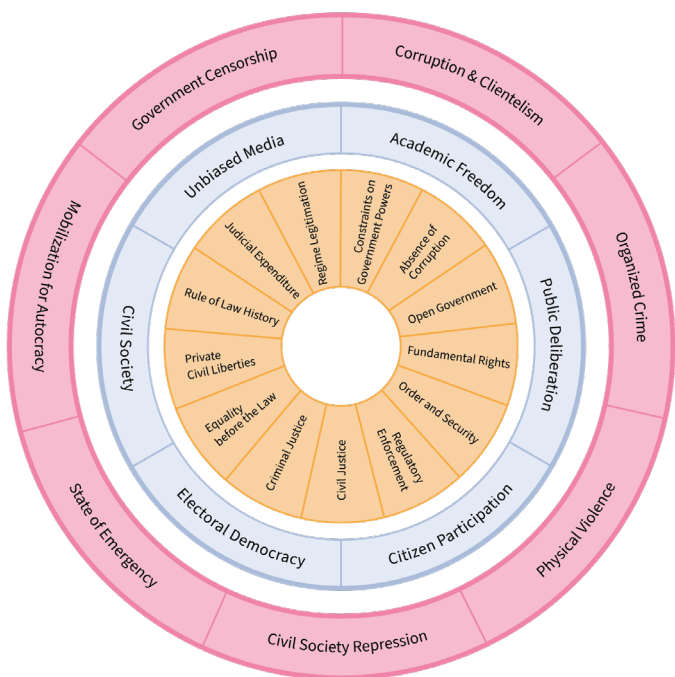 Government Censorship
Corruption & Clientelism
Organized Crime
Physical Violence
Civil Society Repression
State of Emergency
Mobilization for Autocracy
Unbiased Media
Academic Freedom
Public Deliberation
Citizen Participation
Electoral Democracy
Civil Society
Regime Legitimation
Constraints on
Government Powers
Absence of
Corruption
Open Government
Fundamental Rights
Order and Security
Regulatory
Enforcement
Civil Justice
Criminal Justice
Equality
before the Law
Private
Civil Liberties
Rule of Law History
Judicial Expenditure